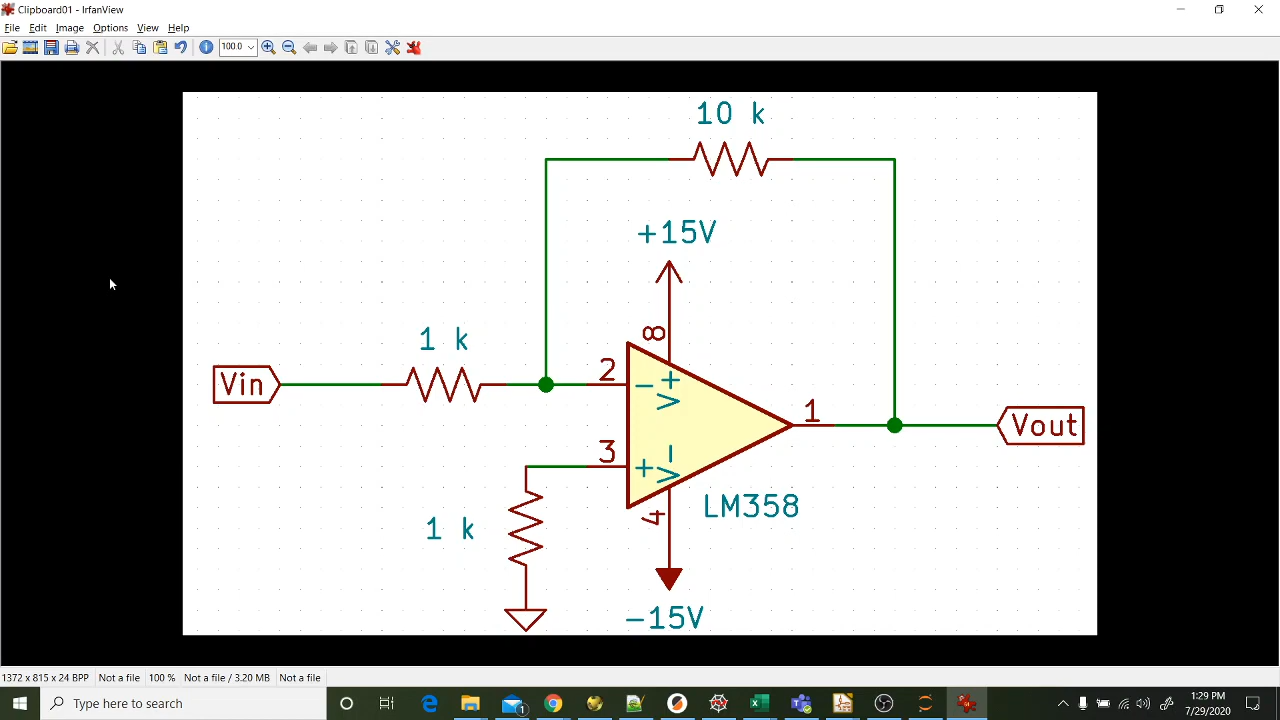 Clipboard01 - IrfanView
File Edit Image Options View Help
100.0
10 k
+15V
8
1 k
Vin
2
− V+
1
Vout
3
+ V−
1 k
4
LM358
−15V
1372 x 815 x 24 BPP Not a file 100 % Not a file / 3.20 MB Not a file
Type here to search
1:29 PM
7/29/2020